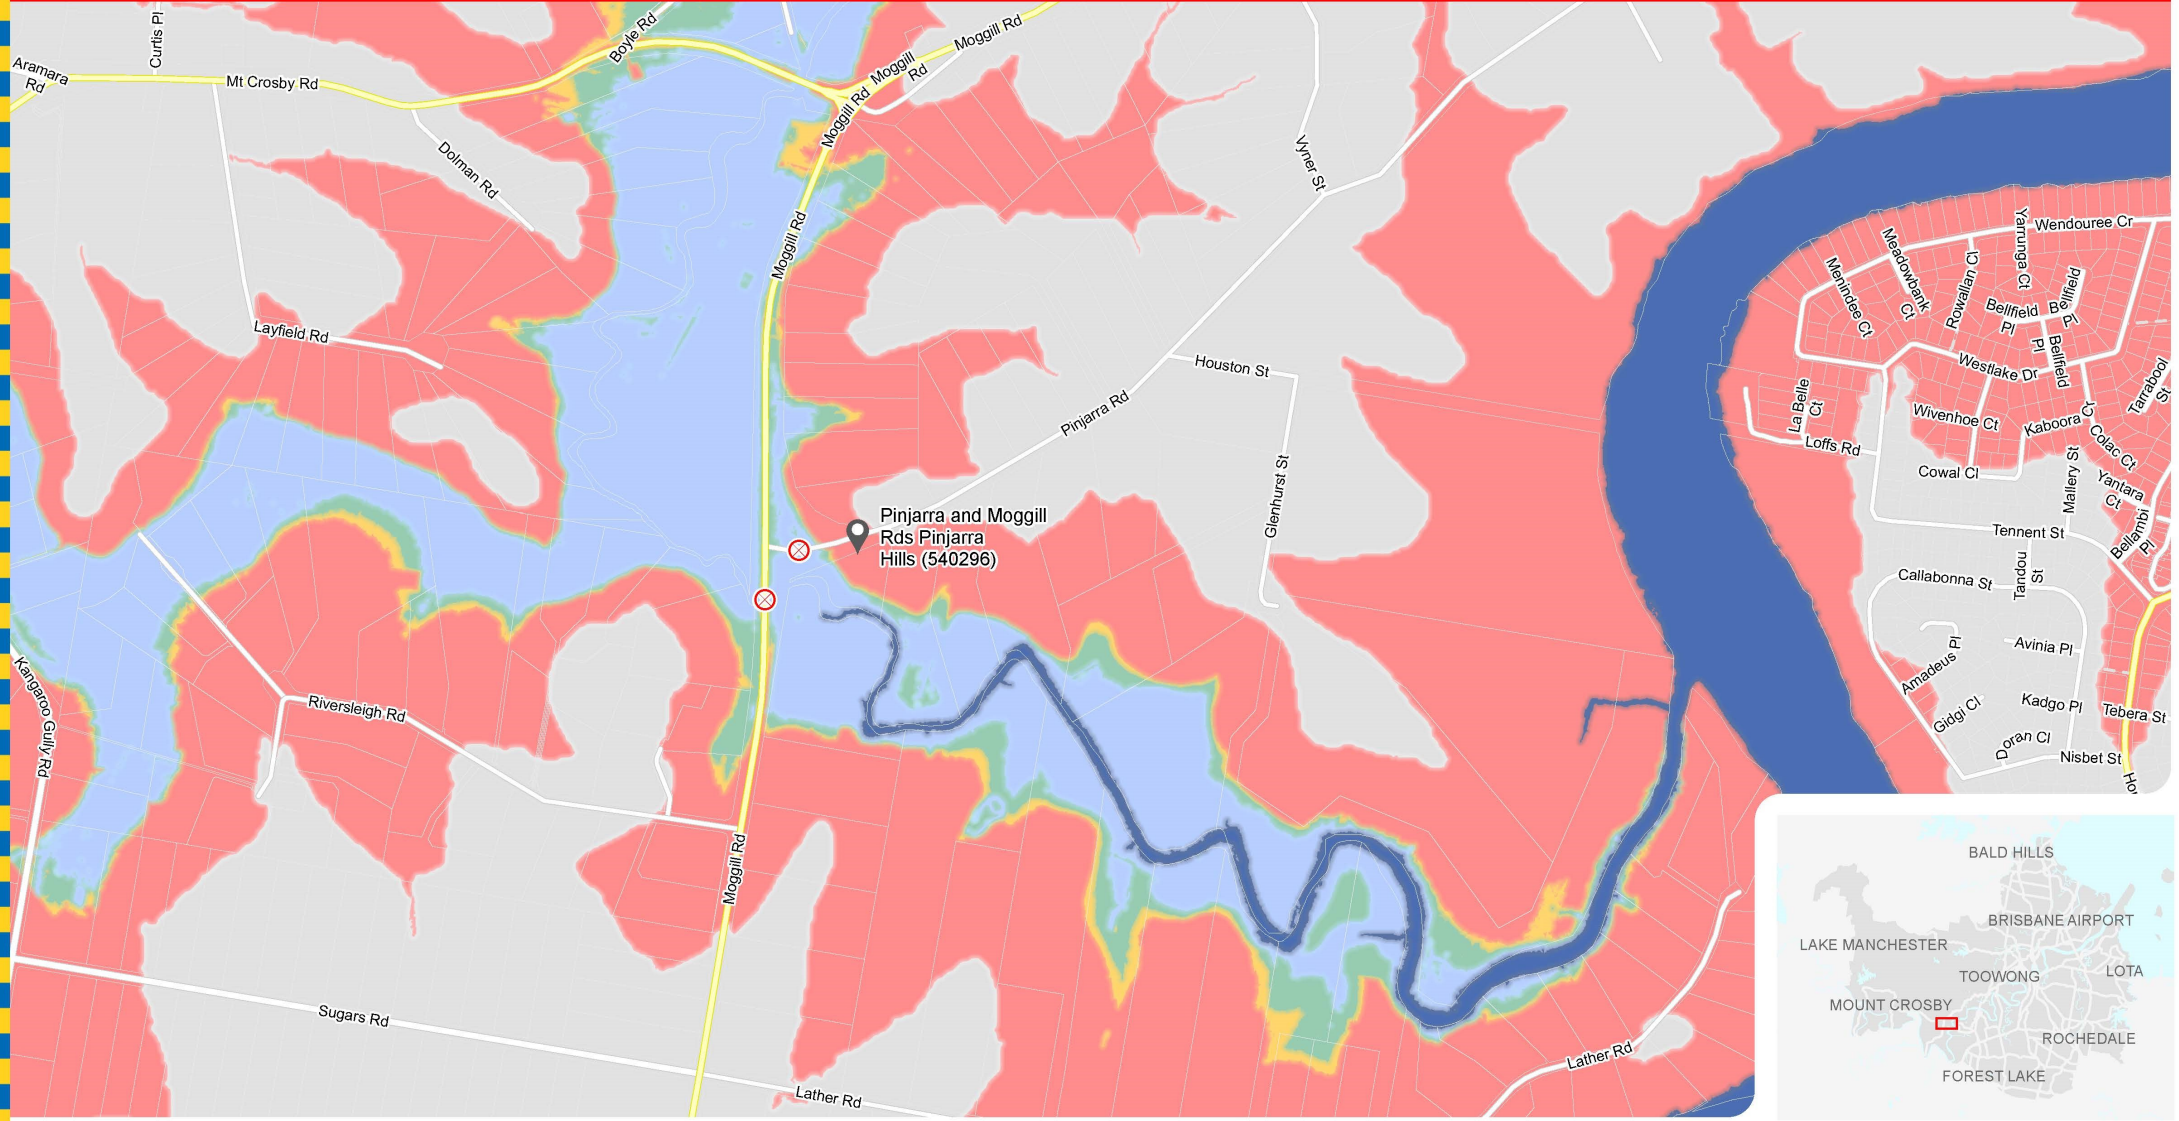 Curtis Pl
Boyle Rd
Moggill Rd
Moggill
Rd
Aramara
Rd
Mt Crosby Rd
Moggill Rd
Dolman Rd
Vyner St
Moggill Rd
Wendouree Cr
Yarrunga Ct
Meadowbank
Ct
Menindee Ct
Rowallan Cl
Bellfield
Pl
Bellfield
Pl
Bellfield
Pl
Layfield Rd
Houston St
Westlake Dr
Tarrabool
St
La Belle
Ct
Pinjarra Rd
Wivenhoe Ct
Kaboora Cr
Colac Ct
Loffs Rd
Cowal Cl
Mallery St
Yantara
Ct
Glenhurst St
Pinjarra and Moggill
Rds Pinjarra
Hills (540296)
Tennent St
Bellambi
Pl
Callabonna St
Tandou
St
Avinia Pl
Amadeus Pl
Kangaroo Gully Rd
Riversleigh Rd
Gidgi Cl
Kadgo Pl
Tebera St
Doran Cl
Nisbet St
Moggill Rd
Sugars Rd
Lather Rd
Lather Rd
BALD HILLS
BRISBANE AIRPORT
LAKE MANCHESTER
TOOWONG
LOTA
MOUNT CROSBY
ROCHEDALE
FOREST LAKE